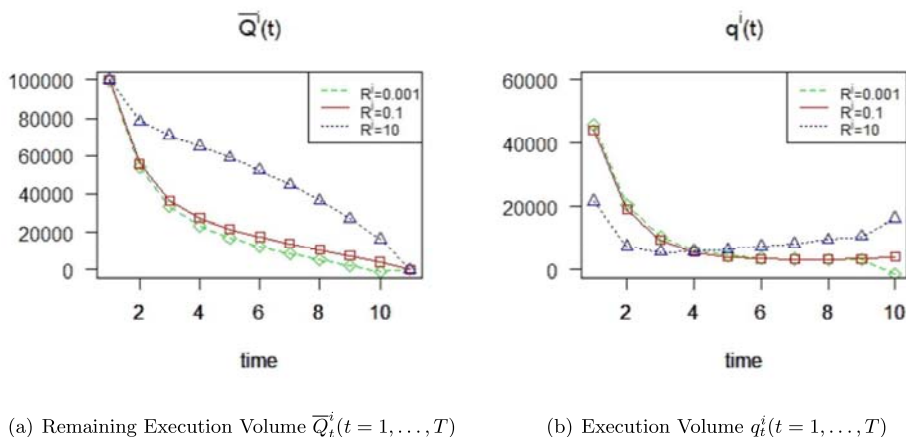 Q̅ⁱ(t)
100000
80000
60000
40000
20000
0
Rⁱ=0.001
Rⁱ=0.1
Rⁱ=10
2 4 6 8 10
time
qⁱ(t)
60000
40000
20000
0
Rⁱ=0.001
Rⁱ=0.1
Rⁱ=10
2 4 6 8 10
time
(a) Remaining Execution Volume Q̅ⁱₜ(t = 1, . . . , T)
(b) Execution Volume qⁱₜ(t = 1, . . . , T)